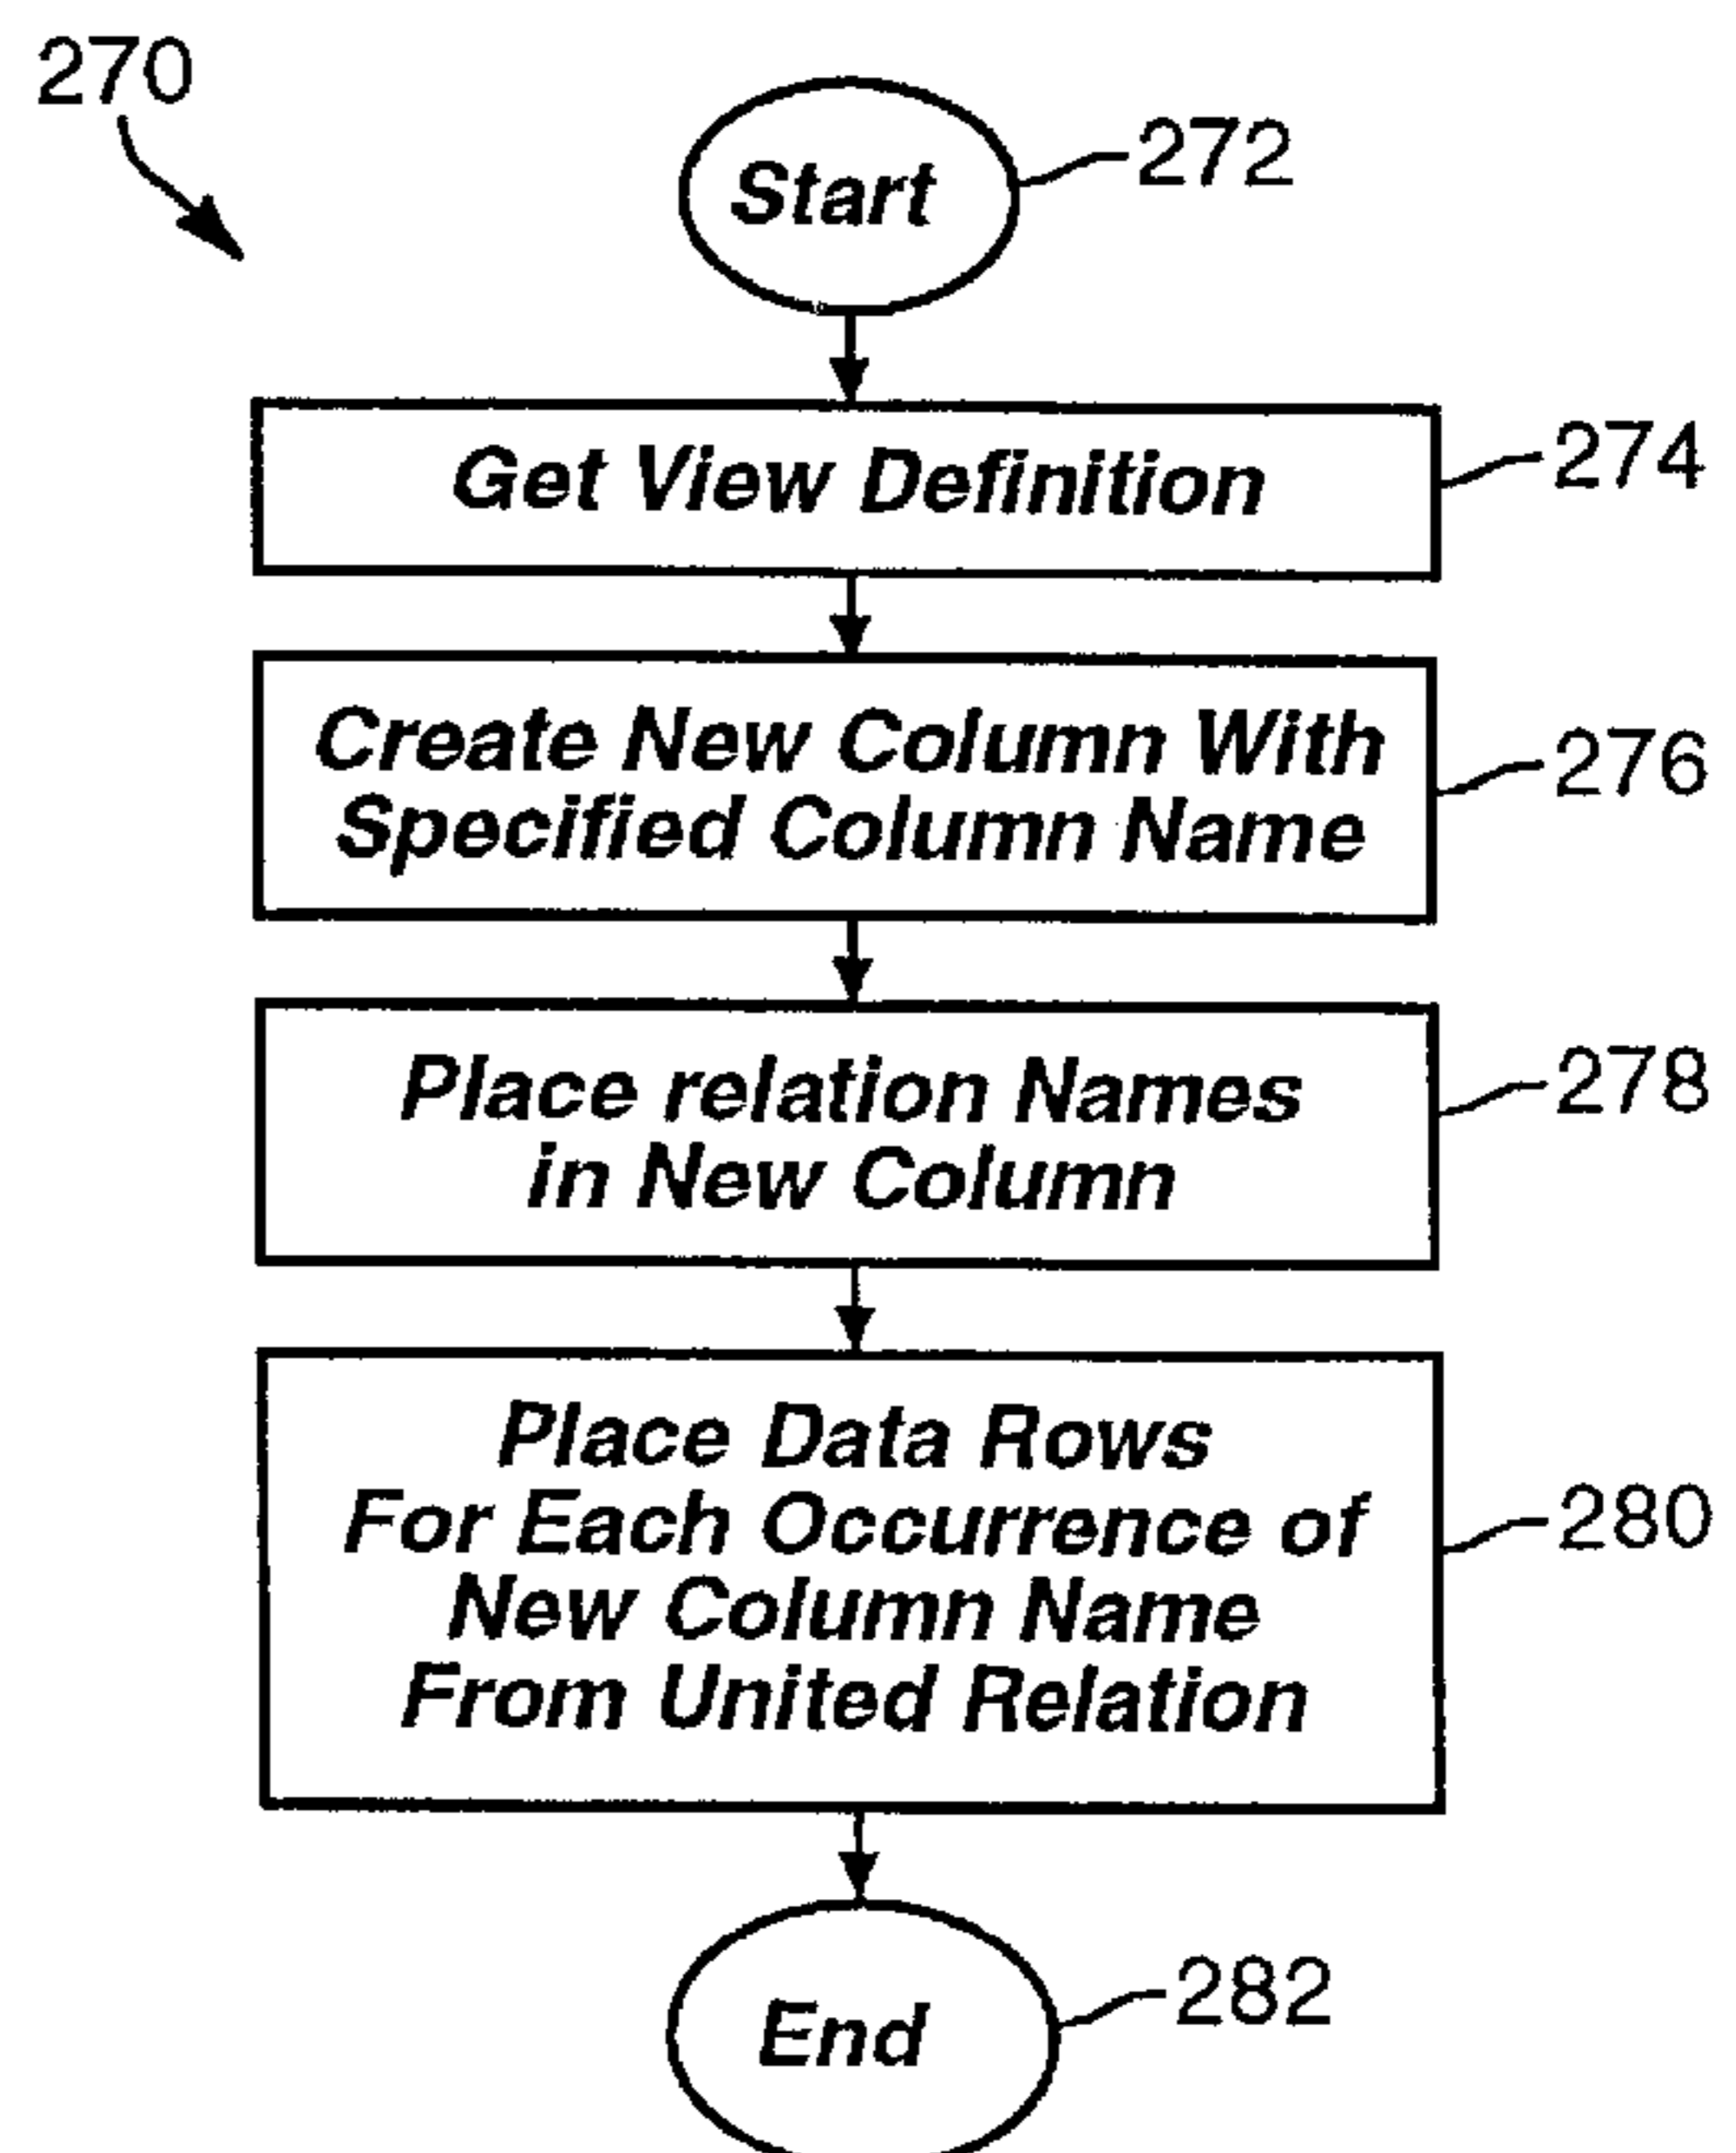 270
Start
272
Get View Definition
274
Create New Column With
Specified Column Name
276
Place relation Names
in New Column
278
Place Data Rows
For Each Occurrence of
New Column Name
From United Relation
280
End
282